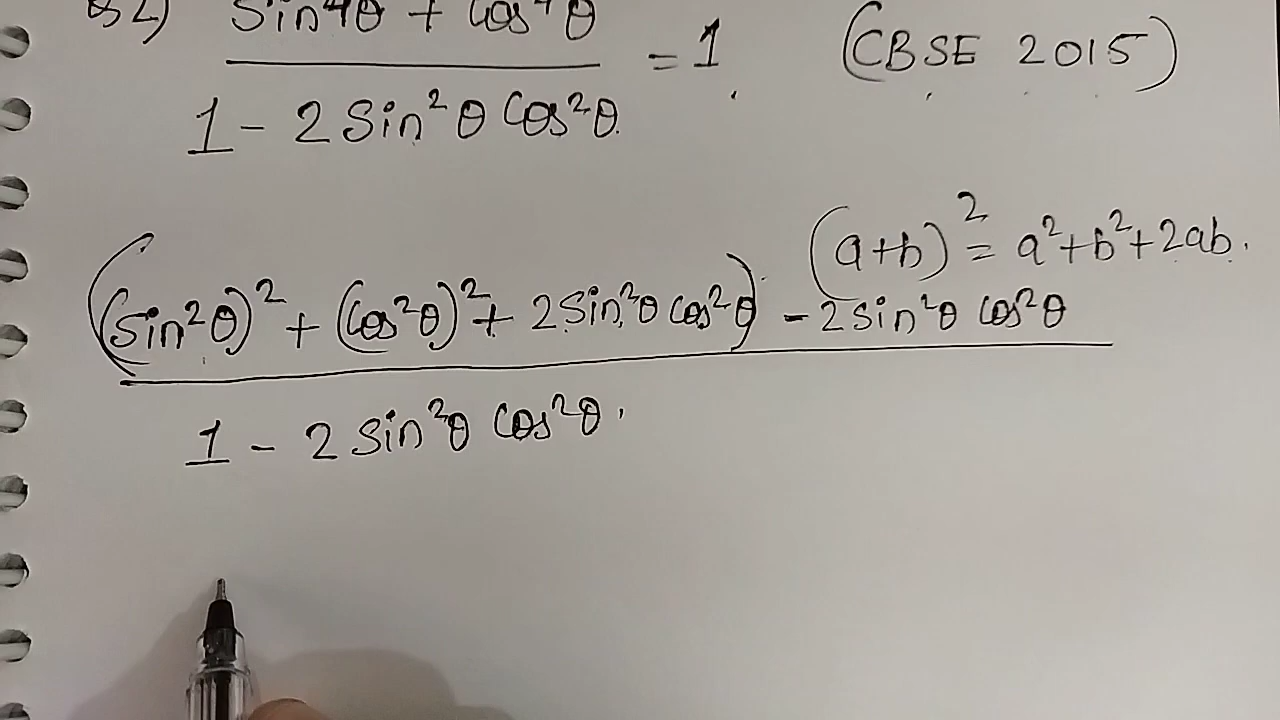 Sin⁴θ + Cos⁴θ
= 1 (CBSE 2015)
1 - 2 Sin²θ Cos²θ.
(a+b)² = a²+b²+2ab.
((Sin²θ)² + (Cos²θ)² + 2 Sin²θ Cos²θ) - 2 Sin²θ Cos²θ
1 - 2 Sin²θ Cos²θ.